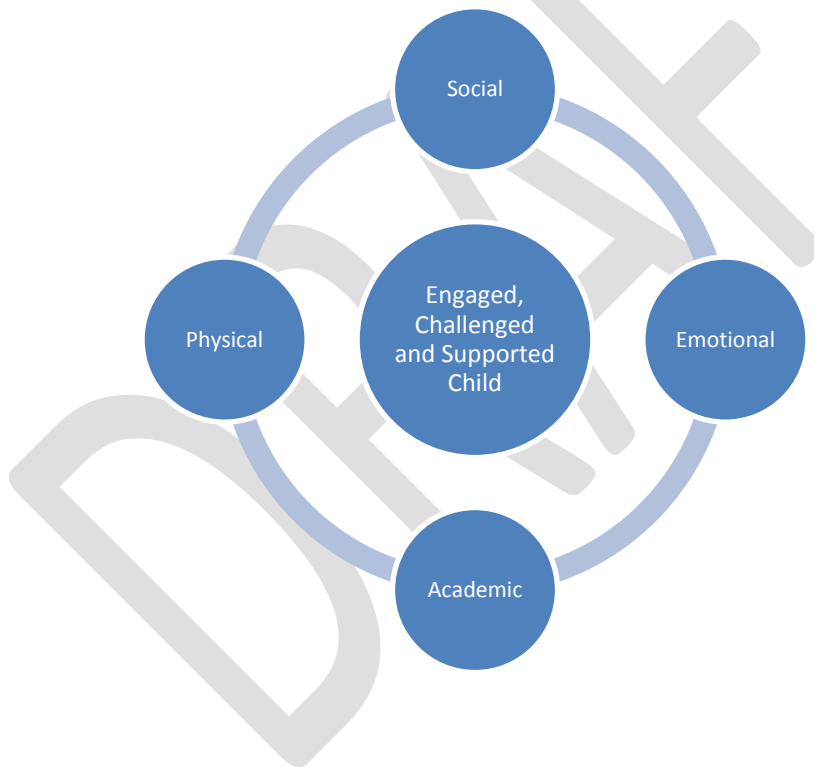 Social
Engaged,
Challenged
and Supported
Child
Physical
Emotional
Academic
DRAFT